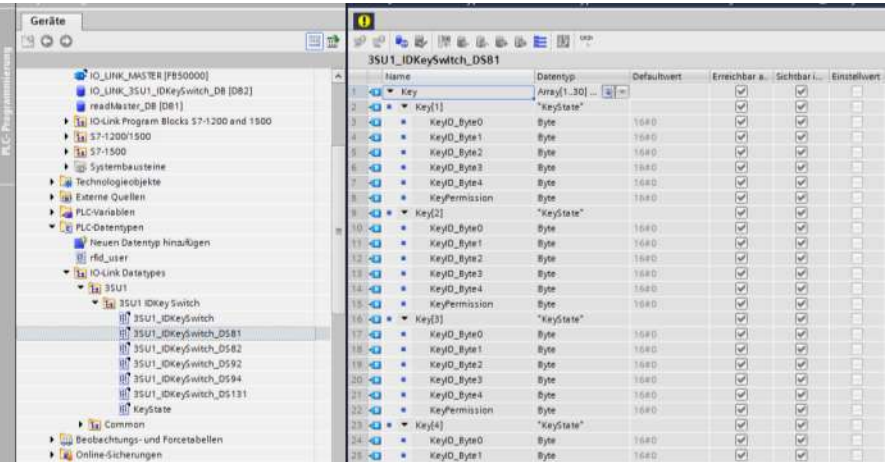 PLC-Programmierung
Geräte
IO_LINK_MASTER [FB50000]
IO_LINK_3SU1_IDKeySwitch_DB [DB2]
readMaster_DB [DB1]
IO-Link Program Blocks S7-1200 and 1500
S7-1200/1500
S7-1500
Systembausteine
Technologieobjekte
Externe Quellen
PLC-Variablen
PLC-Datentypen
Neuen Datentyp hinzufügen
rfid_user
IO-Link Datatypes
3SU1
3SU1 IDKey Switch
3SU1_IDKeySwitch
3SU1_IDKeySwitch_DS81
3SU1_IDKeySwitch_DS82
3SU1_IDKeySwitch_DS92
3SU1_IDKeySwitch_DS94
3SU1_IDKeySwitch_DS131
KeyState
Common
Beobachtungs- und Forcetabellen
Online-Sicherungen
3SU1_IDKeySwitch_DS81
Name Datentyp Defaultwert Erreichbar a.. Sichtbar i... Einstellwert
1 Key Array[1..30] ...
2 Key[1] "KeyState"
3 KeyID_Byte0 Byte 16#0
4 KeyID_Byte1 Byte 16#0
5 KeyID_Byte2 Byte 16#0
6 KeyID_Byte3 Byte 16#0
7 KeyID_Byte4 Byte 16#0
8 KeyPermission Byte 16#0
9 Key[2] "KeyState"
10 KeyID_Byte0 Byte 16#0
11 KeyID_Byte1 Byte 16#0
12 KeyID_Byte2 Byte 16#0
13 KeyID_Byte3 Byte 16#0
14 KeyID_Byte4 Byte 16#0
15 KeyPermission Byte 16#0
16 Key[3] "KeyState"
17 KeyID_Byte0 Byte 16#0
18 KeyID_Byte1 Byte 16#0
19 KeyID_Byte2 Byte 16#0
20 KeyID_Byte3 Byte 16#0
21 KeyID_Byte4 Byte 16#0
22 KeyPermission Byte 16#0
23 Key[4] "KeyState"
24 KeyID_Byte0 Byte 16#0
25 KeyID_Byte1 Byte 16#0